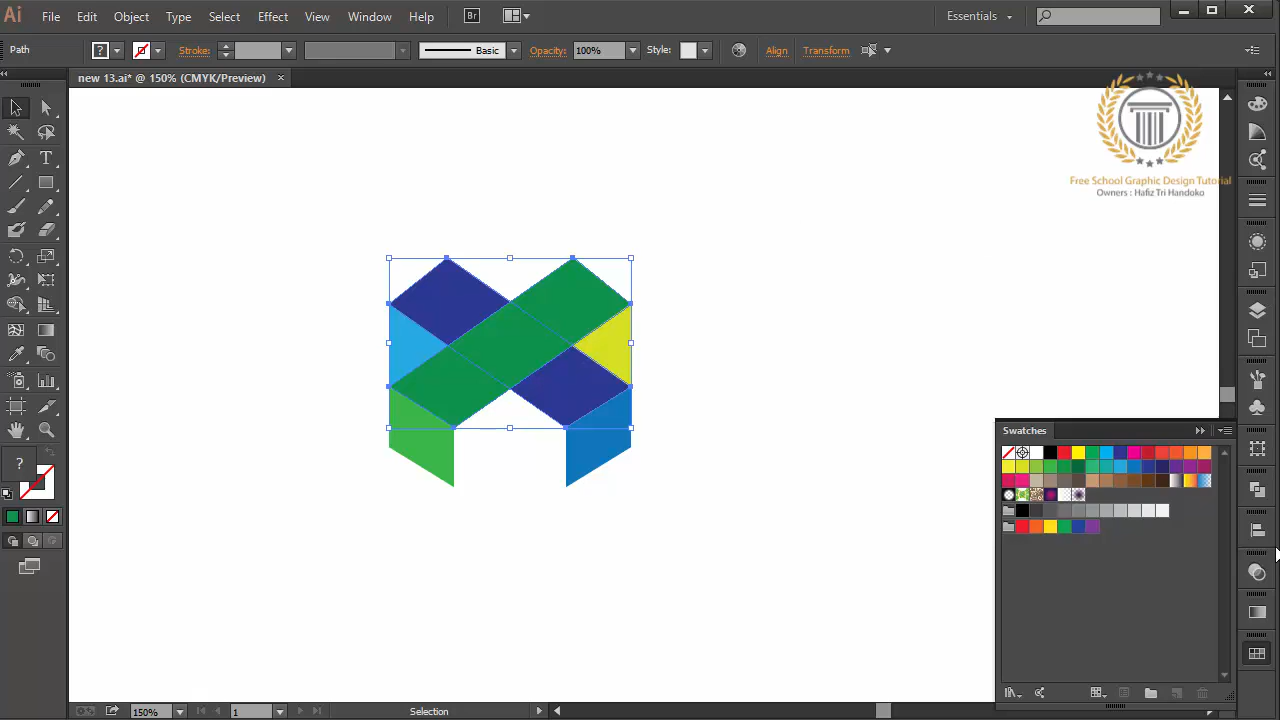 Ai File Edit Object Type Select Effect View Window Help Br Essentials
Path ? Stroke: Basic Opacity: 100% Style: Align Transform
new 13.ai* @ 150% (CMYK/Preview) ×
Free School Graphic Design Tutorial
Owners : Hafiz Tri Handoko
T
?
Swatches
150% 1 Selection